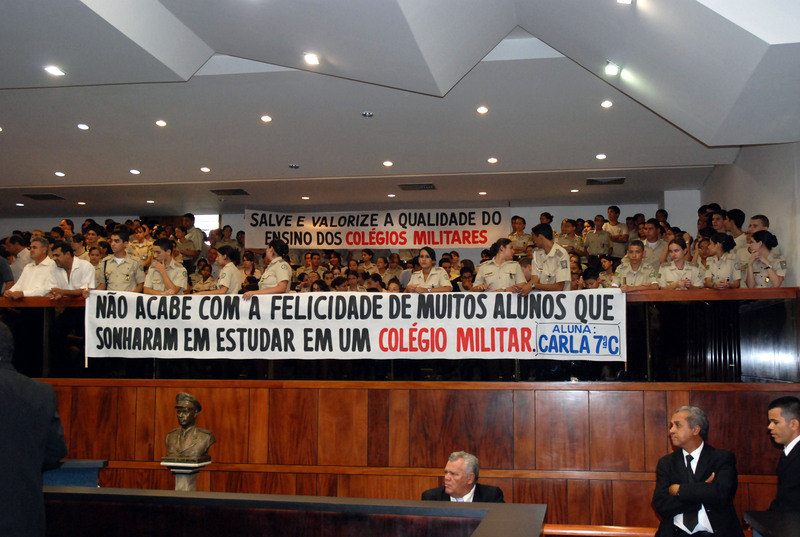 SALVE E VALORIZE A QUALIDADE DO
ENSINO DOS COLÉGIOS MILITARES
NÃO ACABE COM A FELICIDADE DE MUITOS ALUNOS QUE
SONHARAM EM ESTUDAR EM UM COLÉGIO MILITAR.
ALUNA:
CARLA 7ªC